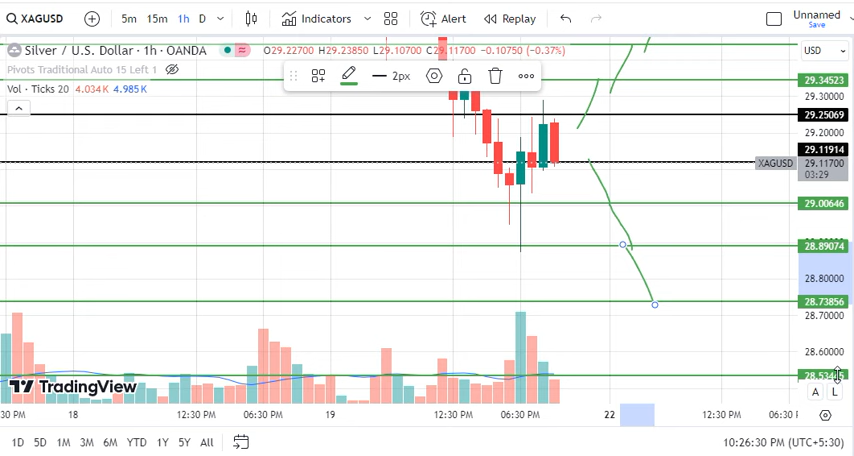 XAGUSD 5m 15m 1h D Indicators Alert Replay Unnamed
Save
Silver / U.S. Dollar · 1h · OANDA O29.22700 H29.23850 L29.10700 C29.11700 −0.10750 (−0.37%) USD
Pivots Traditional Auto 15 Left 1
2px
Vol · Ticks 20 4.034 K 4.985 K
29.34523
29.30000
29.25069
29.20000
29.11914
XAGUSD 29.11700
03:29
29.00646
28.89074
28.80000
28.73856
28.70000
28.60000
TradingView
A L
:30 PM 18 12:30 PM 06:30 PM 19 12:30 PM 06:30 PM 22 12:30 PM 06:30 P
1D 5D 1M 3M 6M YTD 1Y 5Y All 10:26:30 PM (UTC+5:30)